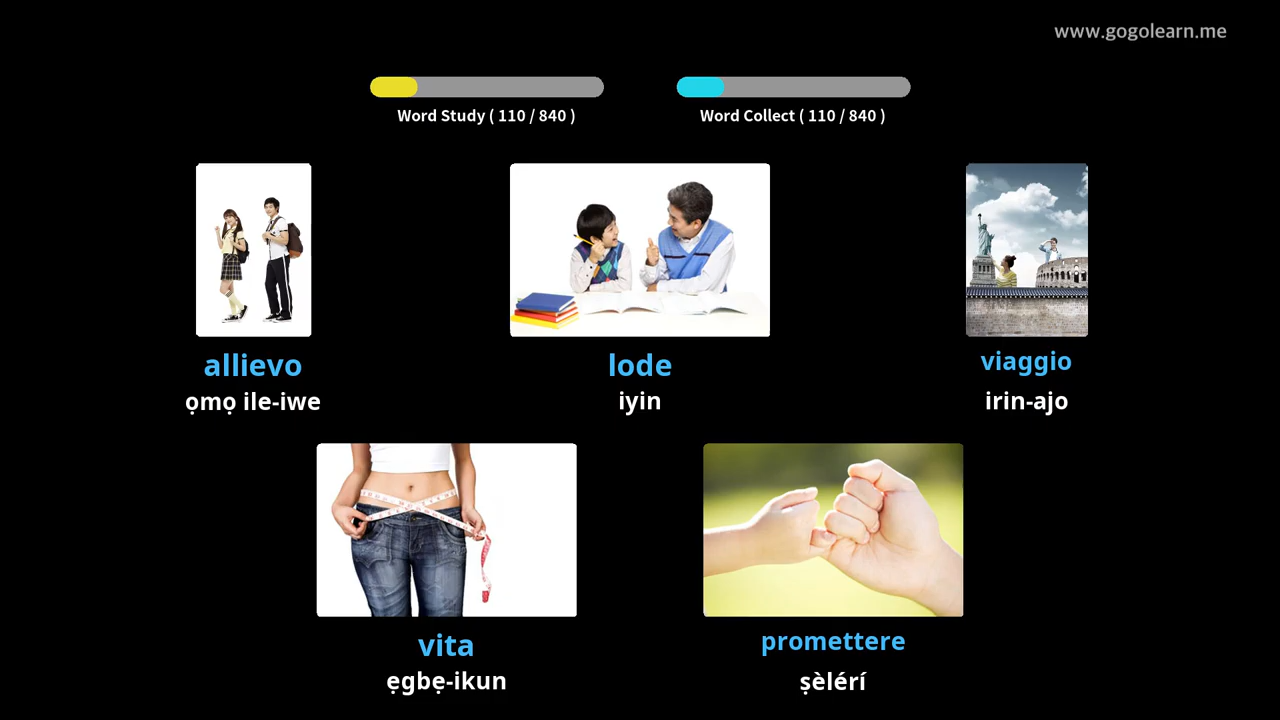 www.gogolearn.me
Word Study ( 110 / 840 )
Word Collect ( 110 / 840 )
allievo
ọmọ ile-iwe
lode
iyin
viaggio
irin-ajo
vita
ẹgbẹ-ikun
promettere
ṣèlérí